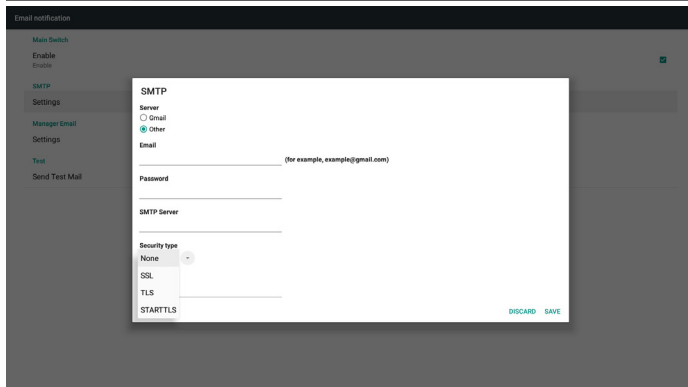 Email notification
Main Switch
Enable
Enable
SMTP
Settings
Manager Email
Settings
Test
Send Test Mail
SMTP
Server
Gmail
Other
Email
(for example, example@gmail.com)
Password
SMTP Server
Security type
None
SSL
TLS
STARTTLS
DISCARD SAVE